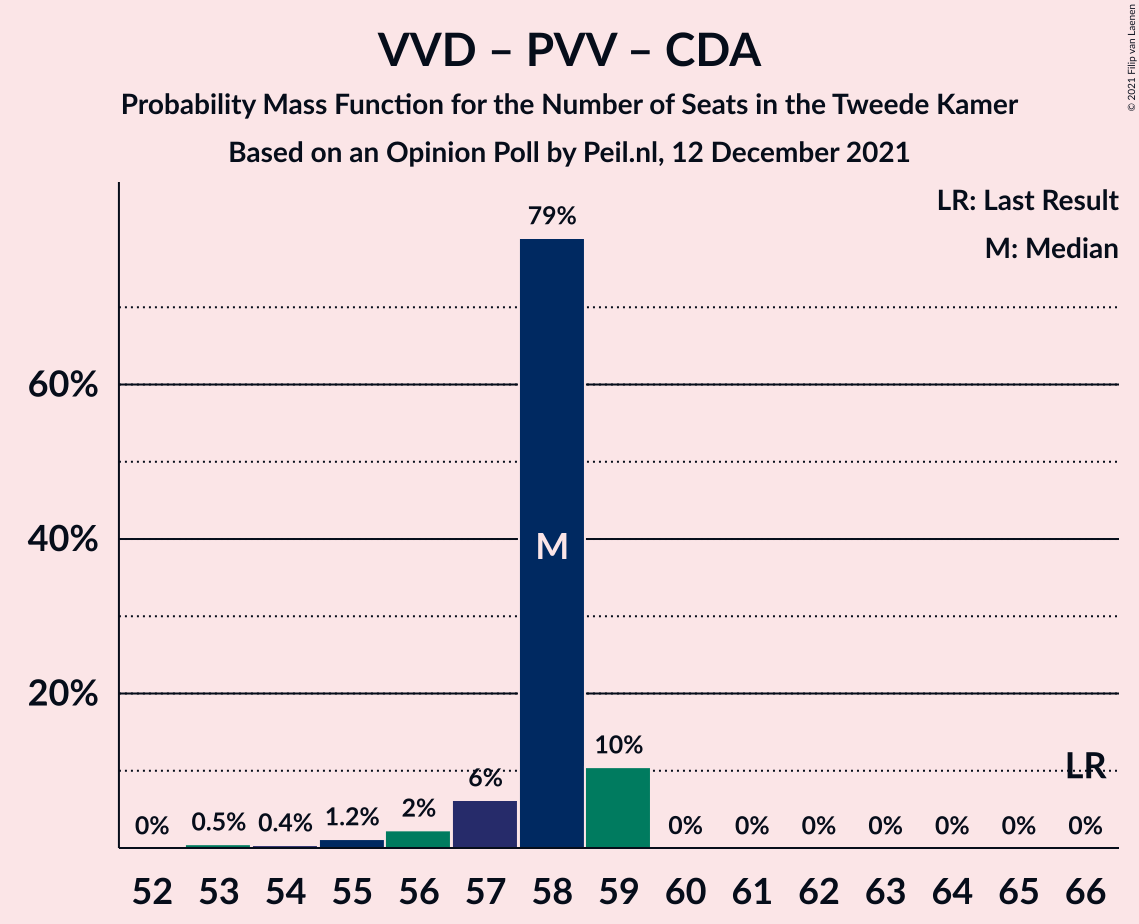 VVD – PVV – CDA
Probability Mass Function for the Number of Seats in the Tweede Kamer
Based on an Opinion Poll by Peil.nl, 12 December 2021
© 2021 Filip van Laenen
LR: Last Result
M: Median
79%
60%
40%
M
20%
10%
LR
6%
2%
1.2%
0.5%
0.4%
0%
0%
0%
0%
0%
0%
0%
0%
52 53 54 55 56 57 58 59 60 61 62 63 64 65 66